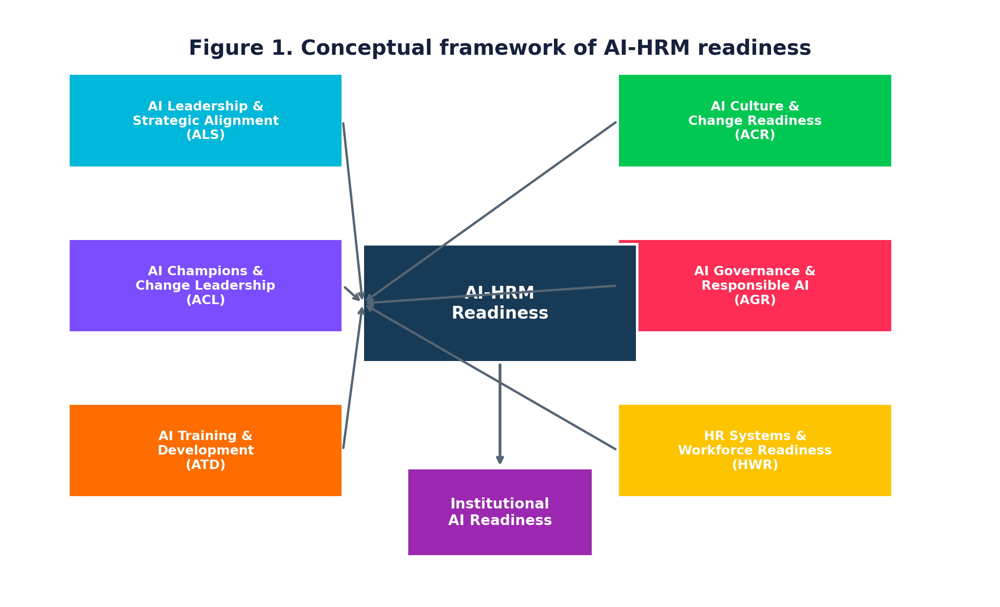 Figure 1. Conceptual framework of AI-HRM readiness
AI Leadership &
Strategic Alignment
(ALS)
AI Culture &
Change Readiness
(ACR)
AI Champions &
Change Leadership
(ACL)
AI-HRM
Readiness
AI Governance &
Responsible AI
(AGR)
AI Training &
Development
(ATD)
HR Systems &
Workforce Readiness
(HWR)
Institutional
AI Readiness